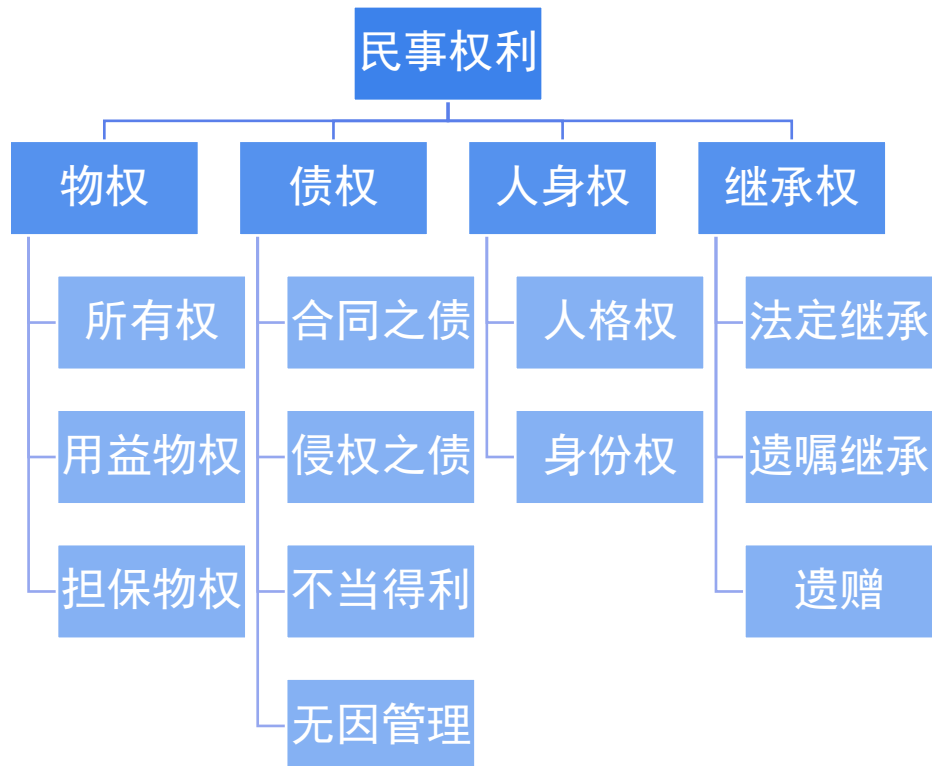 民事权利
物权
所有权
用益物权
担保物权
债权
合同之债
侵权之债
不当得利
无因管理
人身权
人格权
身份权
继承权
法定继承
遗嘱继承
遗赠